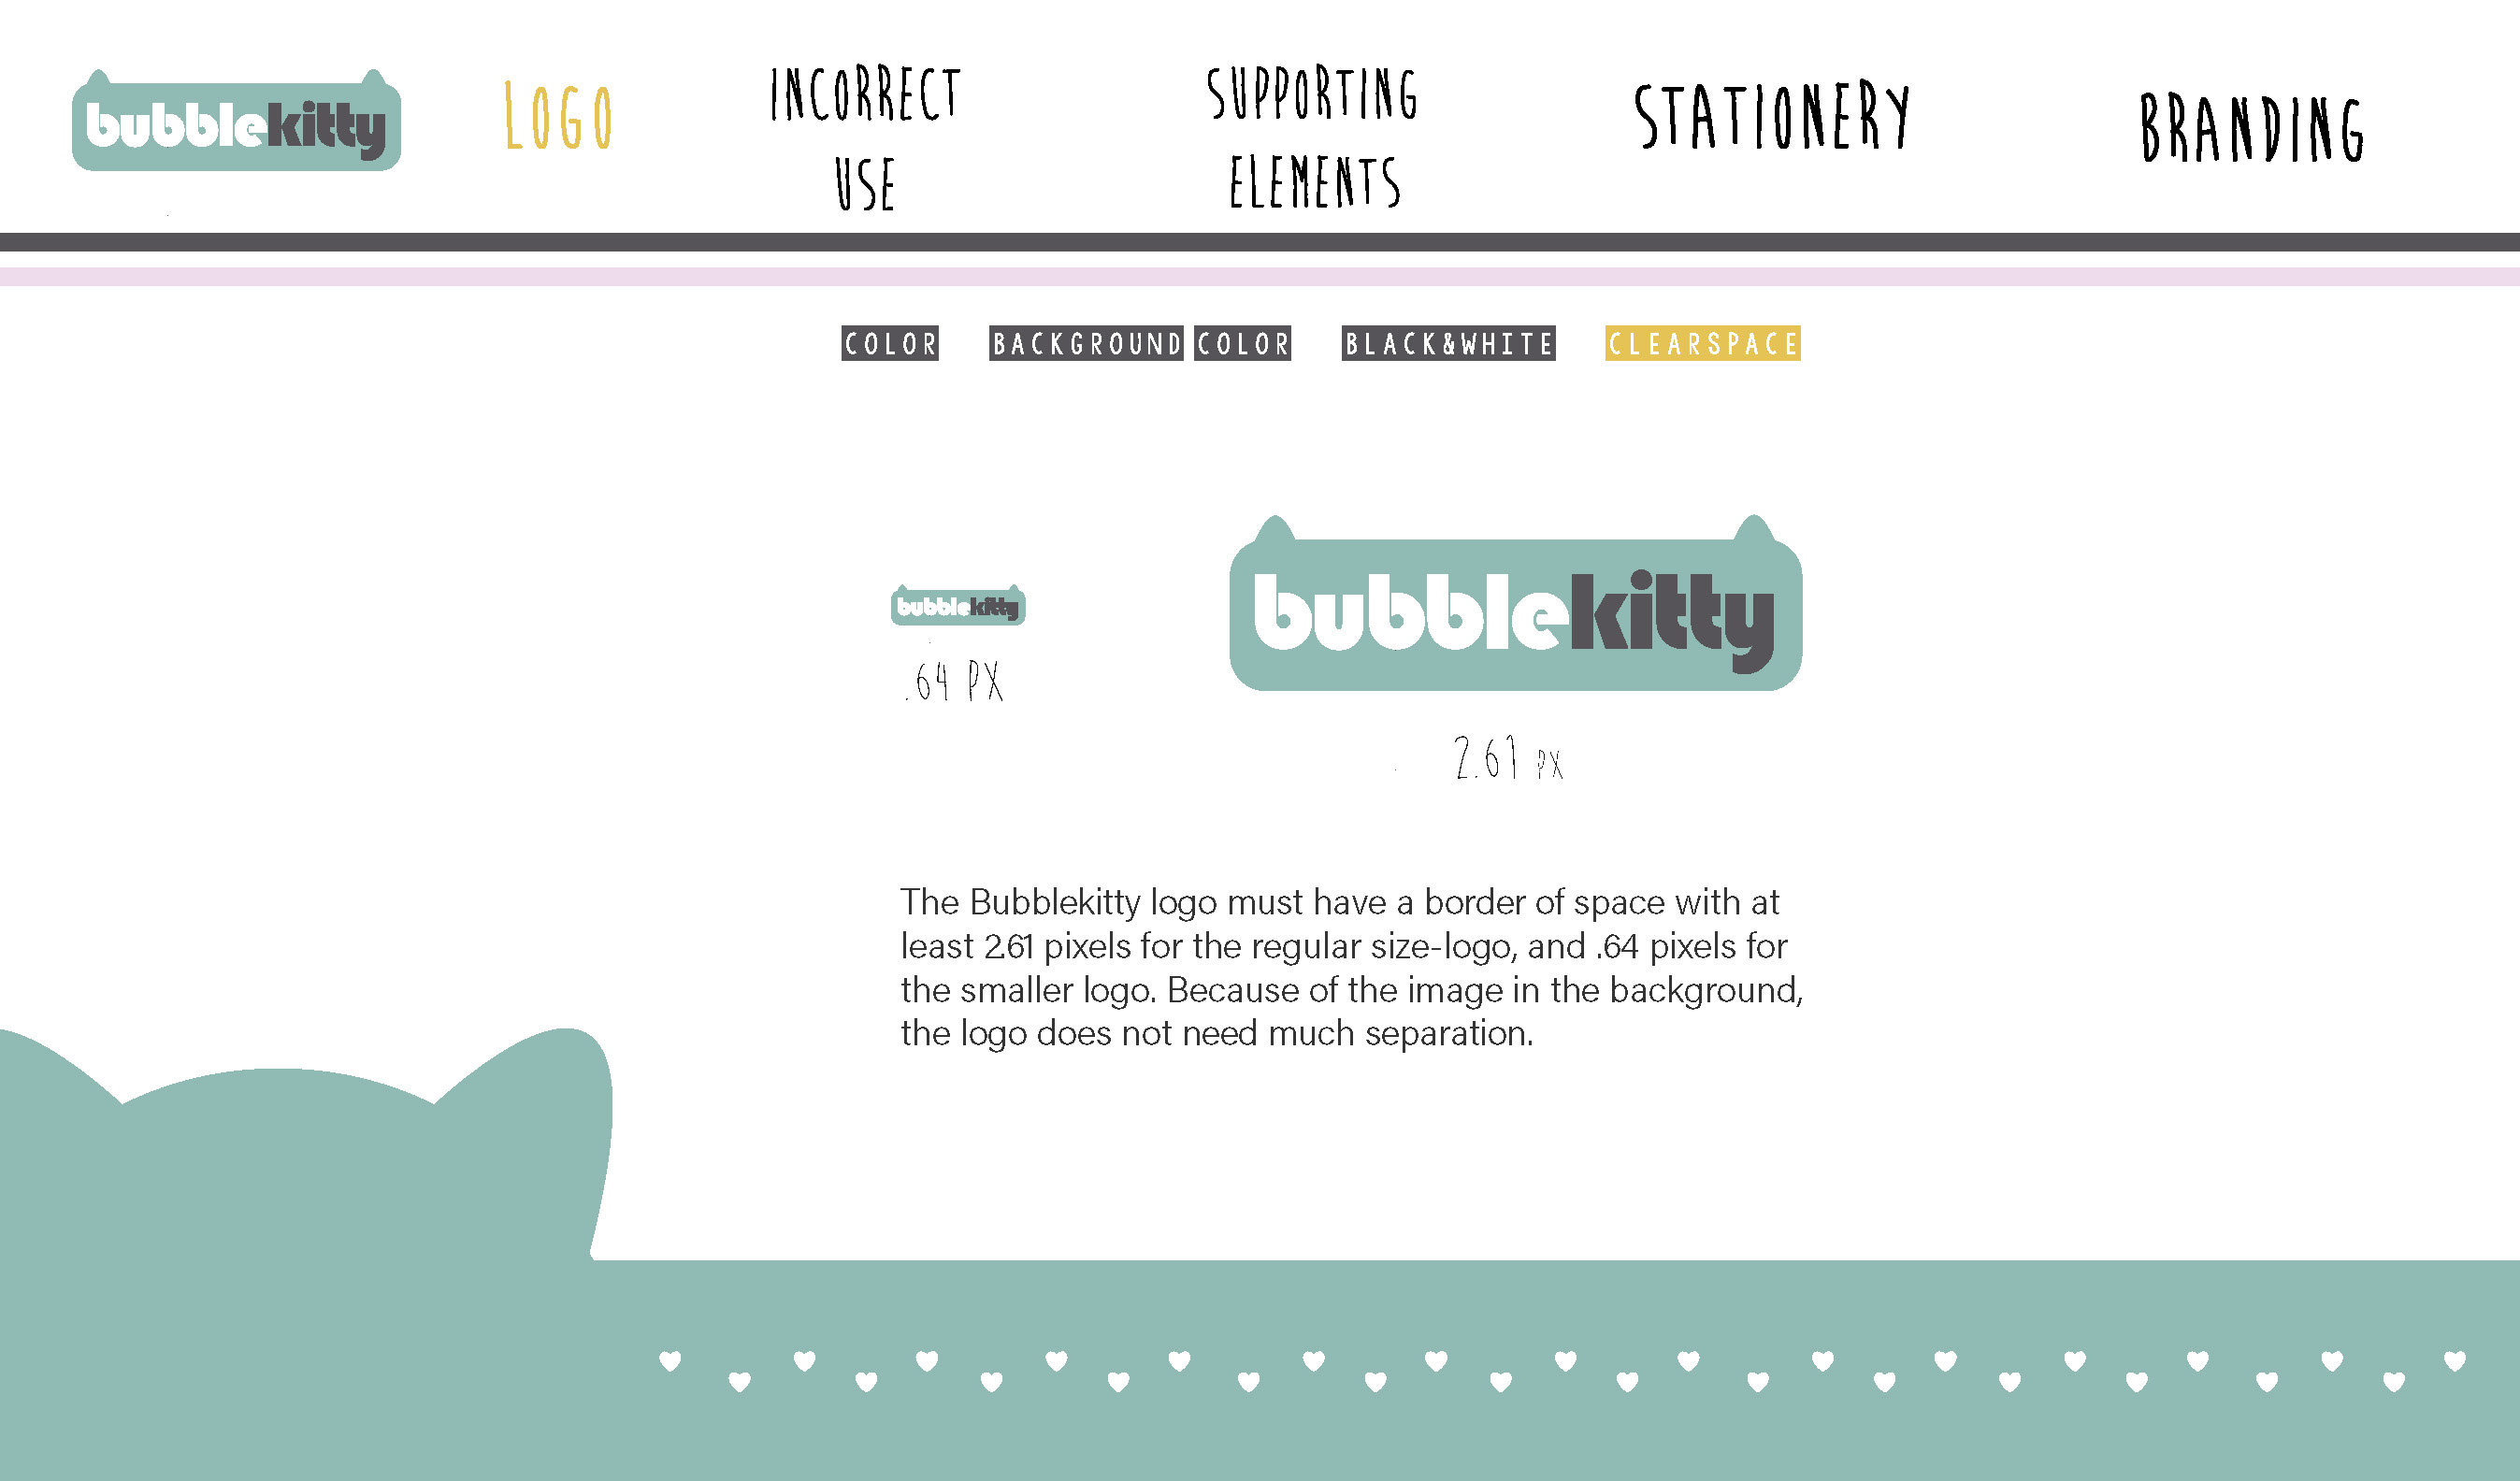 bubblekitty
LOGO
INCORRECT
USE
SUPPORTING
ELEMENTS
STATIONERY
BRANDING
COLOR
BACKGROUND COLOR
BLACK&WHITE
CLEARSPACE
bubblekitty
.64 PX
bubblekitty
2.61 PX
The Bubblekitty logo must have a border of space with at
least 2.61 pixels for the regular size-logo, and .64 pixels for
the smaller logo. Because of the image in the background,
the logo does not need much separation.